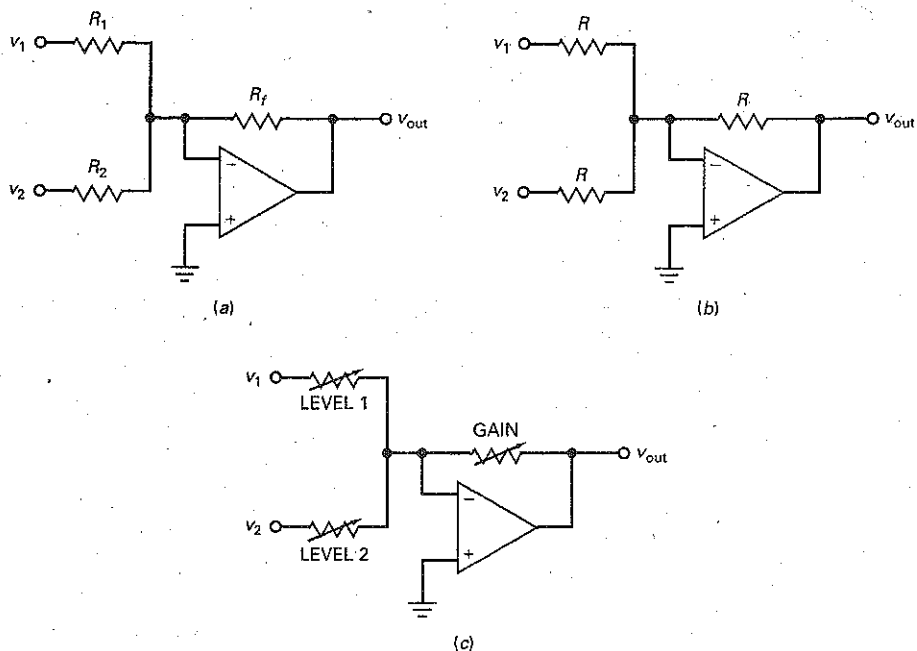 R1
v1
Rf
vout
R2
v2
−
+
(a)
R
v1
R
vout
R
v2
−
+
(b)
v1
LEVEL 1
GAIN
vout
v2
LEVEL 2
−
+
(c)